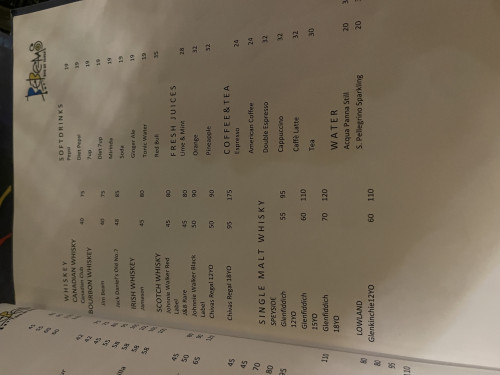 WHISKEY
CANADIAN WHISKY
Canadian Club 40 75
BOURBON WHISKEY
Jim Beam 40 75
Jack Daniel's Old No.7 48 85
IRISH WHISKEY
Jameson 45 80
SCOTCH WHISKY
Johnnie Walker Red 45 80
Label
J&B Rare 45 80
Johnnie Walker Black 50 90
Label
Chivas Regal 12YO 50 90
Chivas Regal 18YO 95 175
SINGLE MALT WHISKY
SPEYSIDE
Glenfiddich 55 95
12YO
Glenfiddich 60 110
15YO
Glenfiddich 70 120
18YO
LOWLAND
Glenkinchie12YO 60 110
SOFTDRINKS
Pepsi 19
Diet Pepsi 19
7up 19
Diet 7up 19
Mirinda 19
Soda 19
Ginger Ale 19
Tonic Water 19
Red Bull 35
FRESH JUICES
Lime & Mint 28
Orange 32
Pineapple 32
COFFEE&TEA
Espresso 24
American Coffee 24
Double Espresso 32
Cappuccino 32
Caffè Latte 32
Tea 30
WATER
Acqua Panna Still 20
S. Pellegrino Sparkling 20